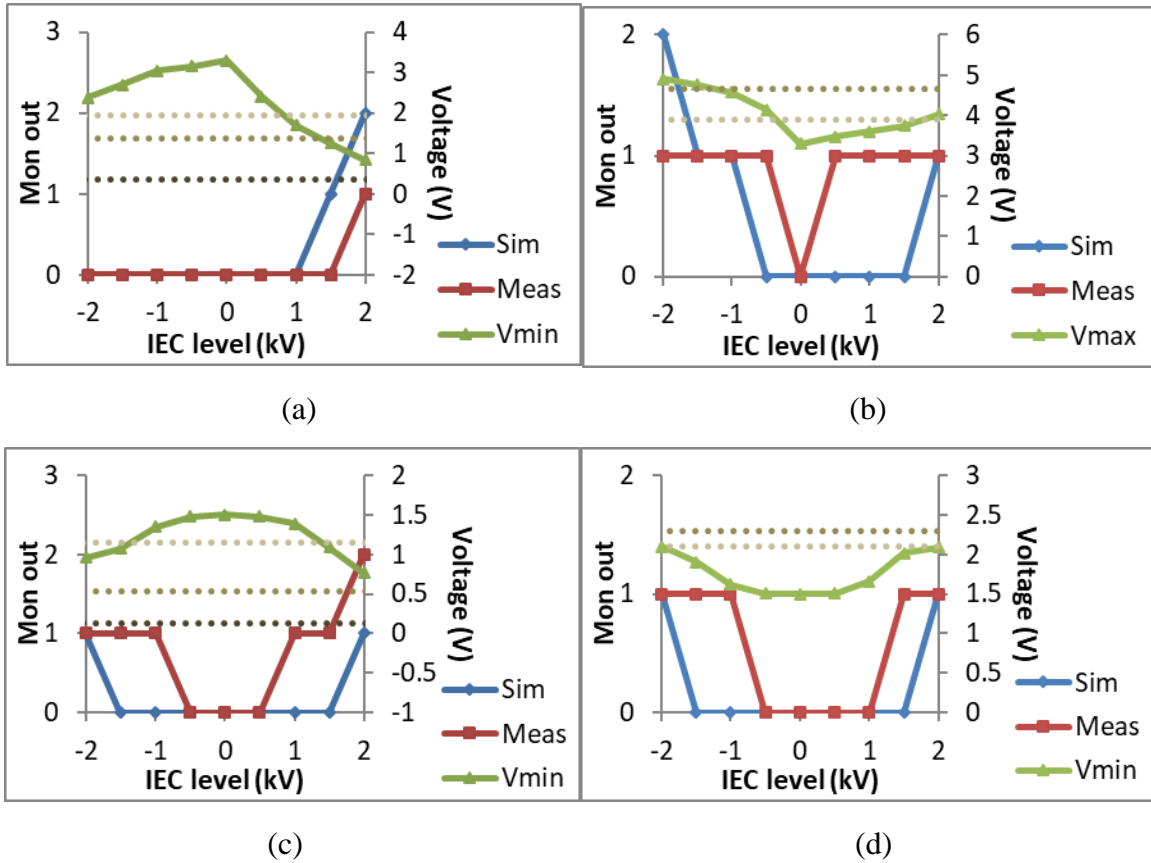 3
2
1
0
Mon out
4
3
2
1
0
-1
-2
Voltage (V)
-2 -1 0 1 2
IEC level (kV)
Sim
Meas
Vmin
(a)
2
1
0
Mon out
6
5
4
3
2
1
0
Voltage (V)
-2 -1 0 1 2
IEC level (kV)
Sim
Meas
Vmax
(b)
3
2
1
0
Mon out
2
1.5
1
0.5
0
-0.5
-1
Voltage (V)
-2 -1 0 1 2
IEC level (kV)
Sim
Meas
Vmin
(c)
2
1
0
Mon out
3
2.5
2
1.5
1
0.5
0
Voltage (V)
-2 -1 0 1 2
IEC level (kV)
Sim
Meas
Vmin
(d)